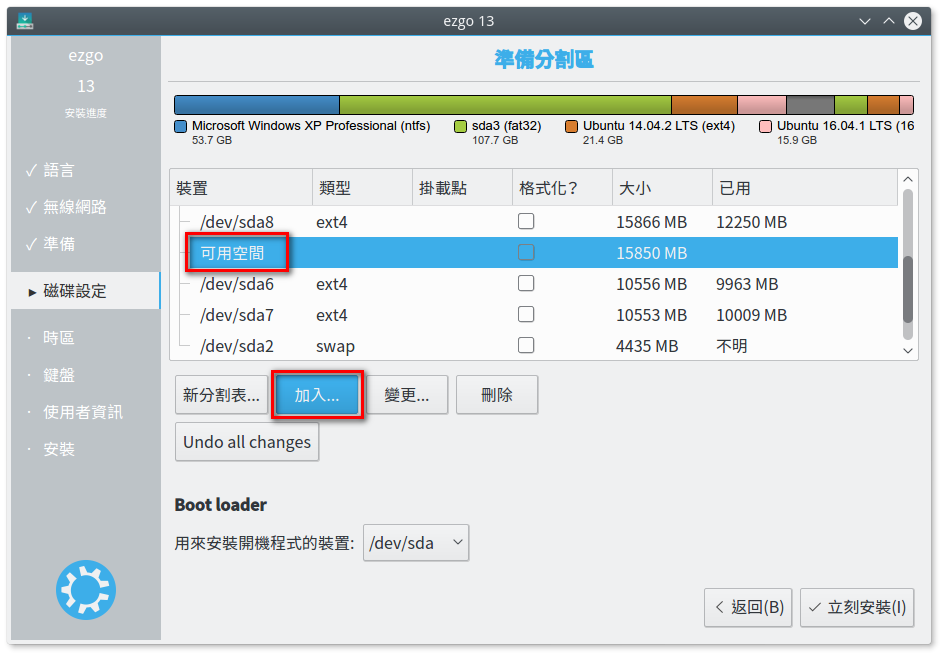 ezgo 13
ezgo
13
安裝進度
✓ 語言
✓ 無線網路
✓ 準備
▸ 磁碟設定
· 時區
· 鍵盤
· 使用者資訊
· 安裝
準備分割區
Microsoft Windows XP Professional (ntfs) sda3 (fat32) Ubuntu 14.04.2 LTS (ext4) Ubuntu 16.04.1 LTS (16
53.7 GB 107.7 GB 21.4 GB 15.9 GB
裝置 類型 掛載點 格式化？ 大小 已用
/dev/sda8 ext4 15866 MB 12250 MB
可用空間 15850 MB
/dev/sda6 ext4 10556 MB 9963 MB
/dev/sda7 ext4 10553 MB 10009 MB
/dev/sda2 swap 4435 MB 不明
新分割表... 加入... 變更... 刪除
Undo all changes
Boot loader
用來安裝開機程式的裝置: /dev/sda
返回(B) 立刻安裝(I)